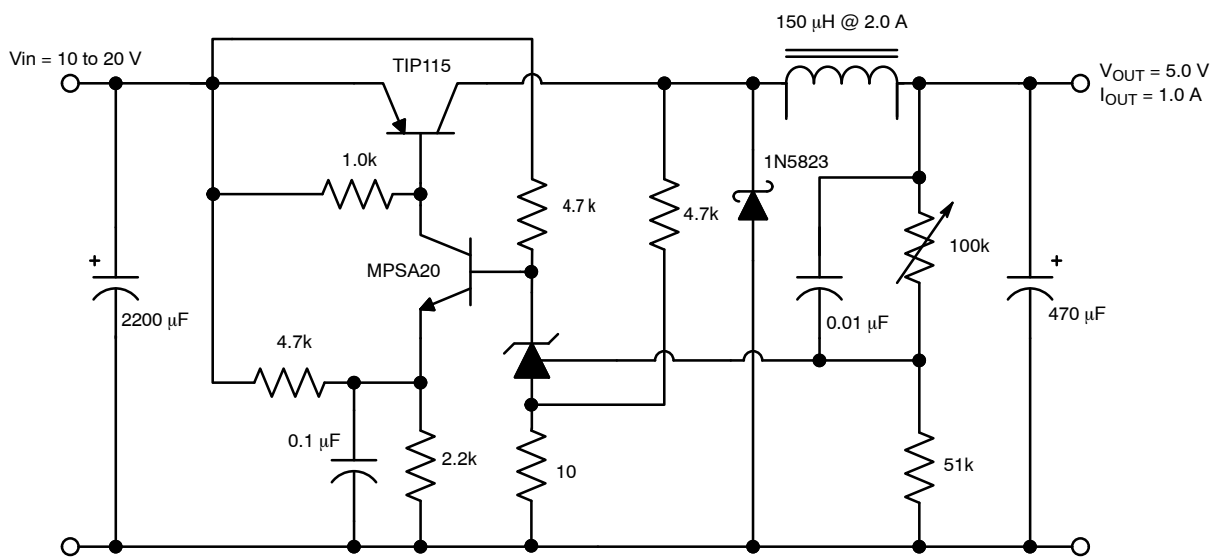 150 μH @ 2.0 A
Vin = 10 to 20 V
TIP115
VOUT = 5.0 V
IOUT = 1.0 A
1.0k
1N5823
4.7 k
4.7k
100k
MPSA20
+
+
2200 μF
0.01 μF
470 μF
4.7k
0.1 μF
2.2k
10
51k